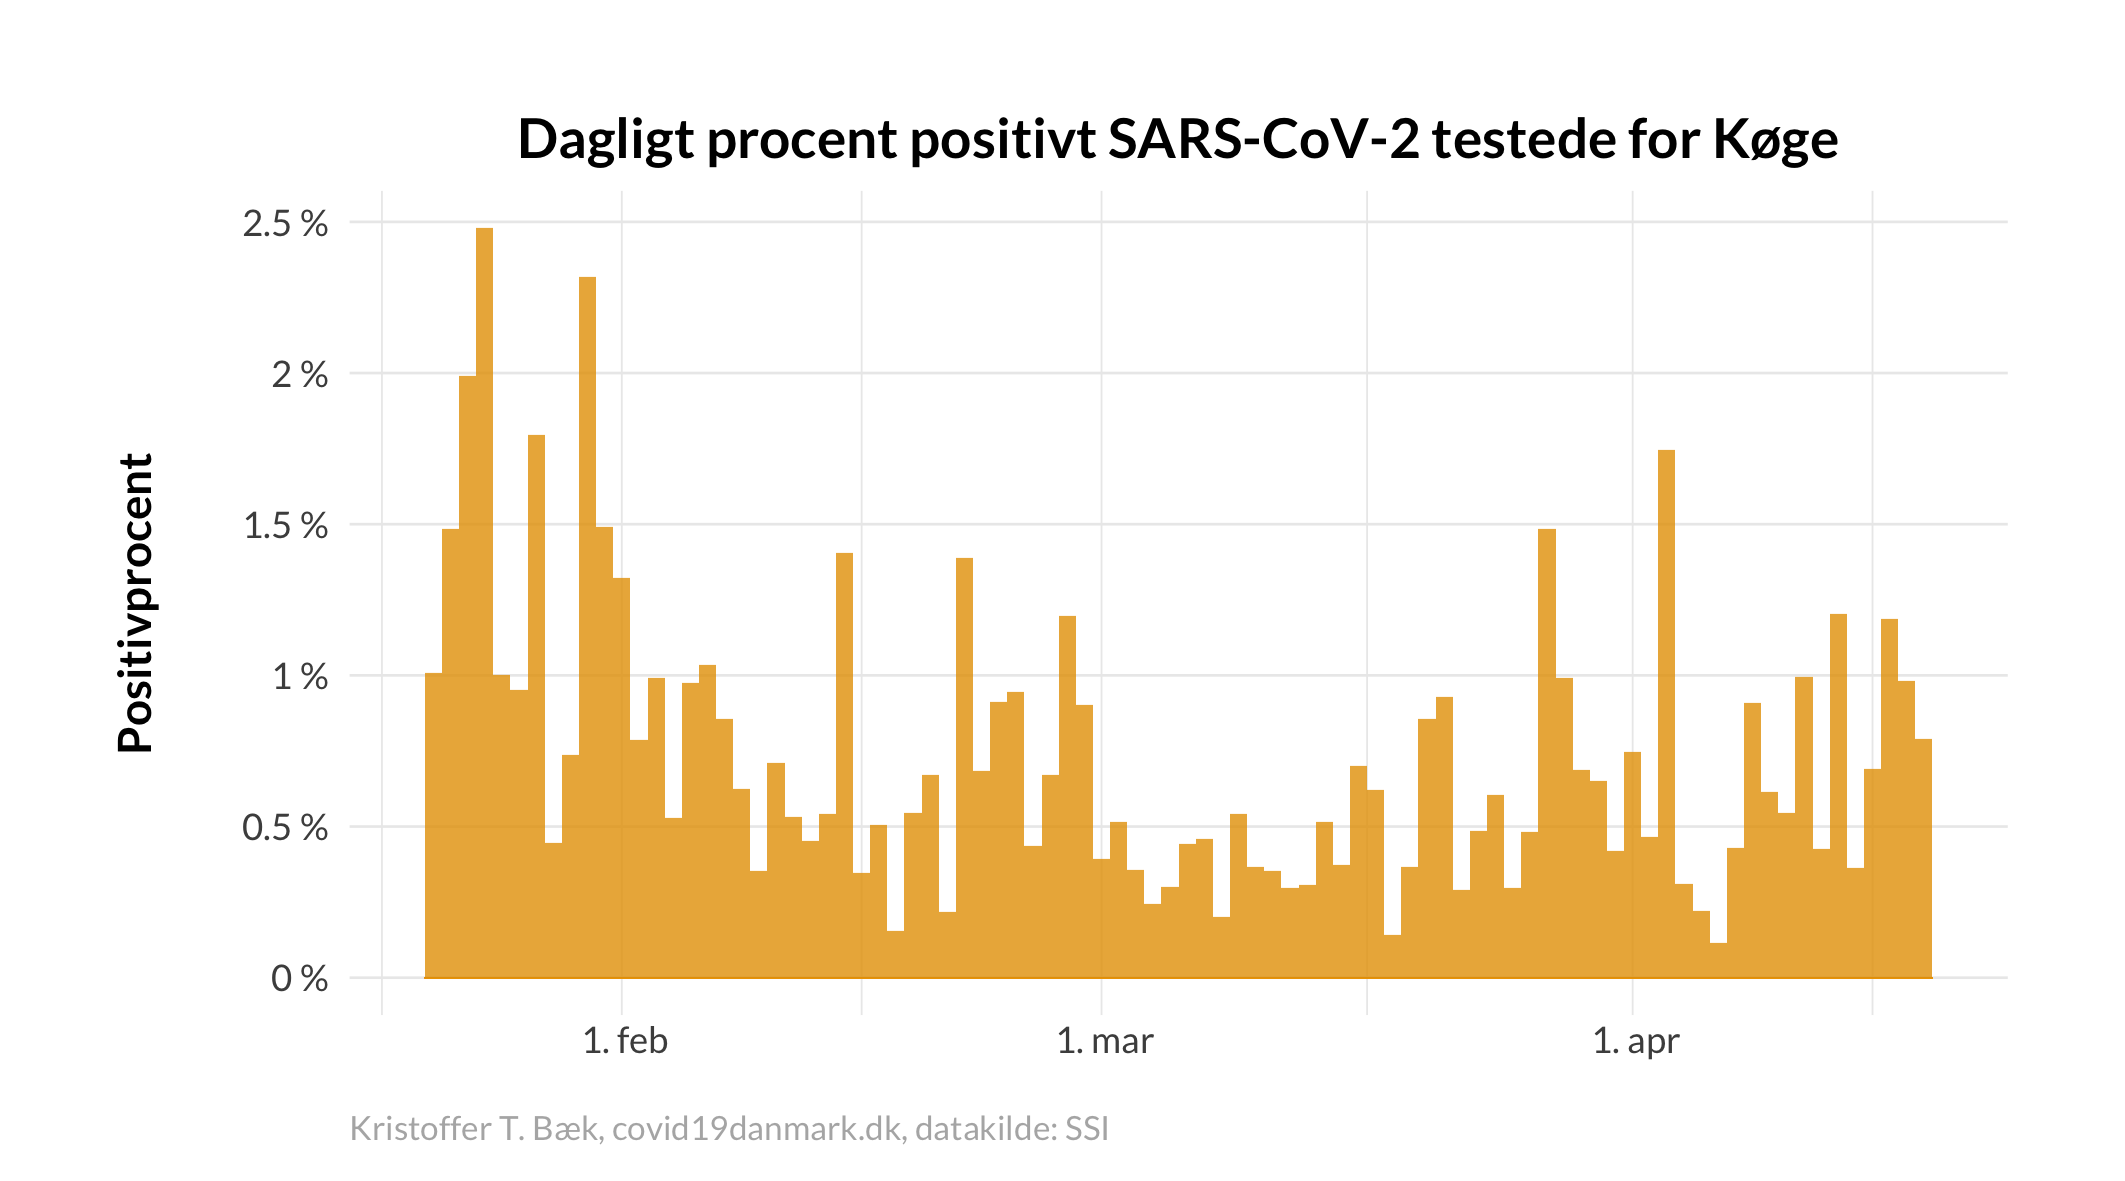 Dagligt procent positivt SARS-CoV-2 testede for Køge
Positivprocent
2.5 %
2 %
1.5 %
1 %
0.5 %
0 %
1. feb
1. mar
1. apr
Kristoffer T. Bæk, covid19danmark.dk, datakilde: SSI